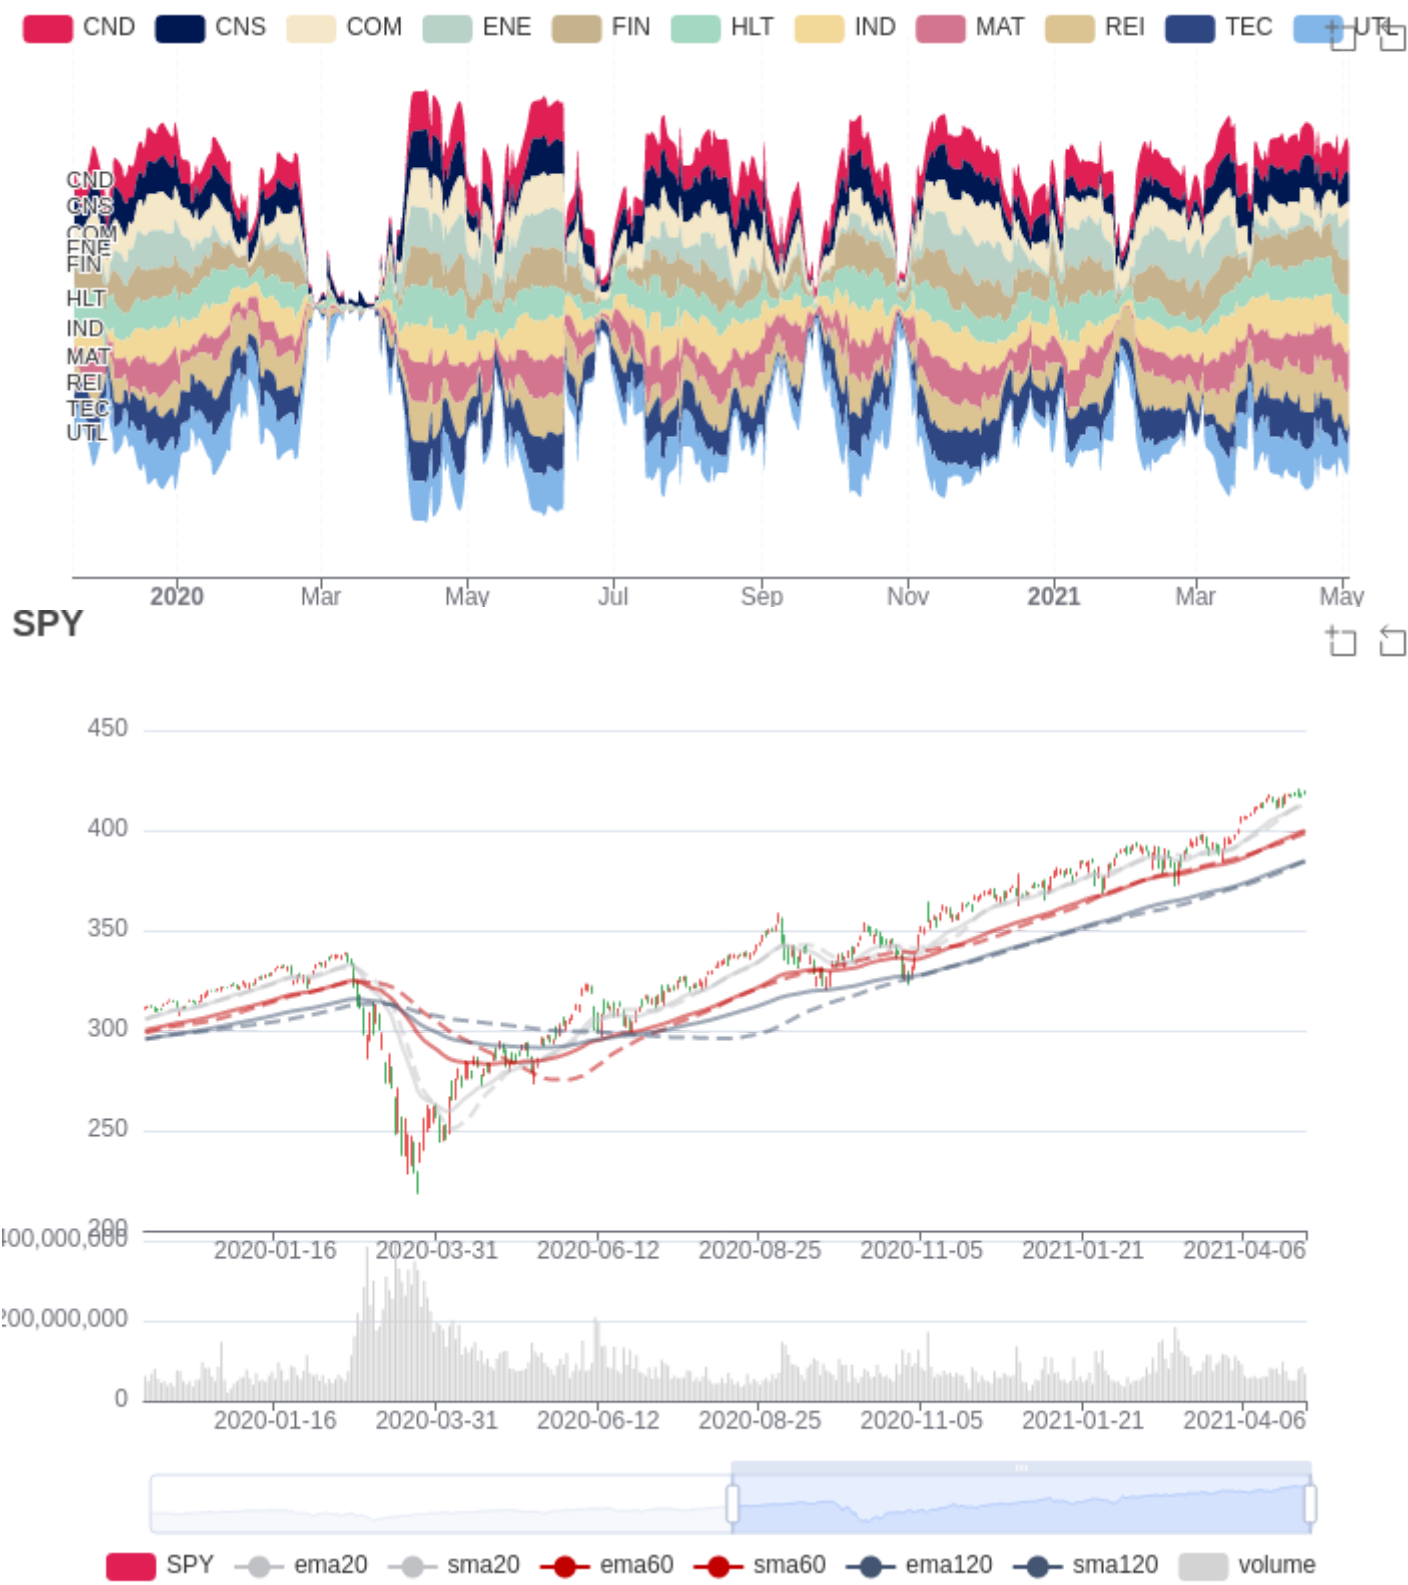 CND CNS COM ENE FIN HLT IND MAT REI TEC UTL
CND
CNS
COM
ENE
FIN
HLT
IND
MAT
REI
TEC
UTL
2020 Mar May Jul Sep Nov 2021 Mar May
SPY
450
400
350
300
250
200
2020-01-16 2020-03-31 2020-06-12 2020-08-25 2020-11-05 2021-01-21 2021-04-06
400,000,000
200,000,000
0
2020-01-16 2020-03-31 2020-06-12 2020-08-25 2020-11-05 2021-01-21 2021-04-06
SPY ema20 sma20 ema60 sma60 ema120 sma120 volume